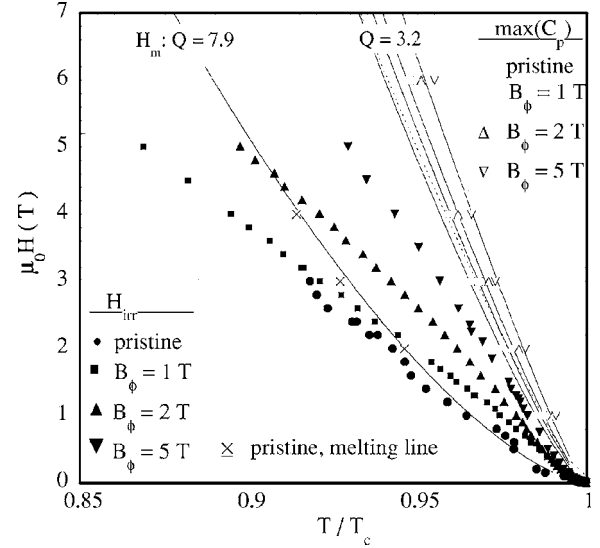 7
6
5
4
3
2
1
0
μ₀H(T)
H_m: Q = 7.9
Q = 3.2
max(C_p)
pristine
B_ϕ = 1 T
△ B_ϕ = 2 T
▽ B_ϕ = 5 T
H_irr
● pristine
■ B_ϕ = 1 T
▲ B_ϕ = 2 T
▼ B_ϕ = 5 T
× pristine, melting line
0.85
0.9
0.95
1
T/T_c